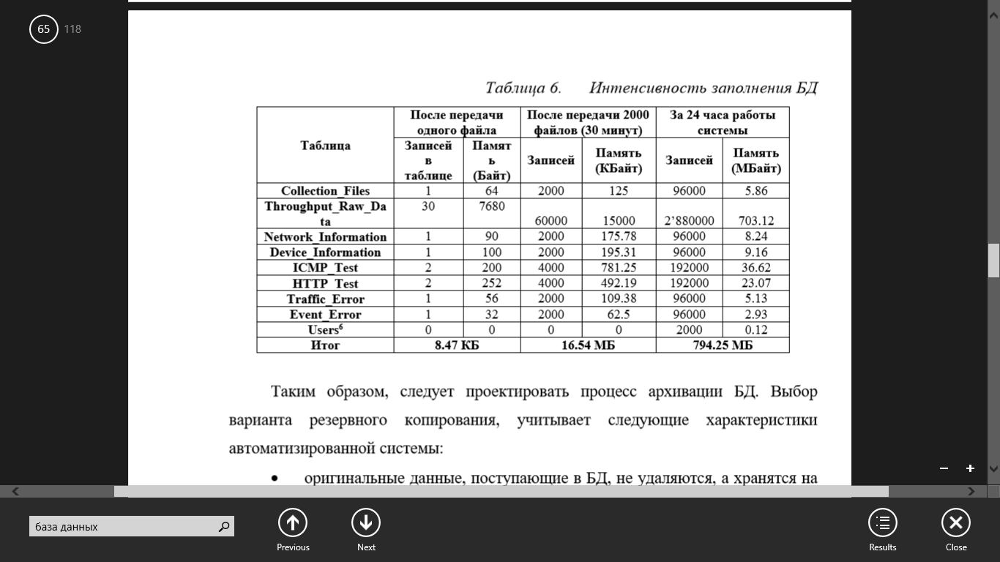 65 118
Таблица 6. Интенсивность заполнения БД
Таблица
После передачи
одного файла
После передачи 2000
файлов (30 минут)
За 24 часа работы
системы
Записей
в
таблице
Памят
ь
(Байт)
Записей
Память
(КБайт)
Записей
Память
(МБайт)
Collection_Files 1 64 2000 125 96000 5.86
Throughput_Raw_Da
ta
30 7680 60000 15000 2’880000 703.12
Network_Information 1 90 2000 175.78 96000 8.24
Device_Information 1 100 2000 195.31 96000 9.16
ICMP_Test 2 200 4000 781.25 192000 36.62
HTTP_Test 2 252 4000 492.19 192000 23.07
Traffic_Error 1 56 2000 109.38 96000 5.13
Event_Error 1 32 2000 62.5 96000 2.93
Users⁶ 0 0 0 0 2000 0.12
Итог 8.47 КБ 16.54 МБ 794.25 МБ
Таким образом, следует проектировать процесс архивации БД. Выбор
варианта резервного копирования, учитывает следующие характеристики
автоматизированной системы:
• оригинальные данные, поступающие в БД, не удаляются, а хранятся на
база данных
Previous
Next
Results
Close